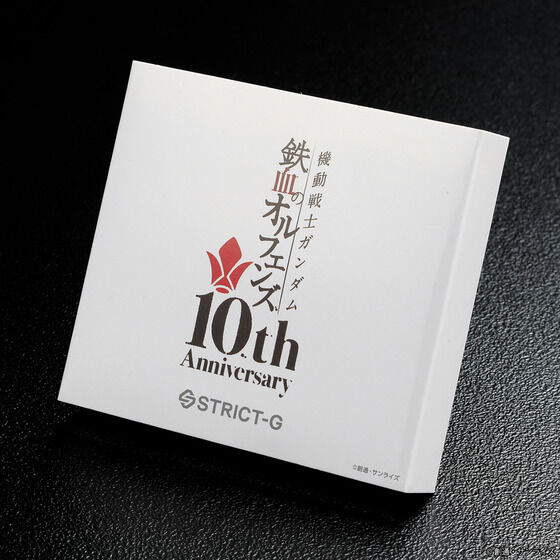 機動戦士ガンダム
鉄血のオルフェンズ
10th
Anniversary
STRICT-G
©創通・サンライズ